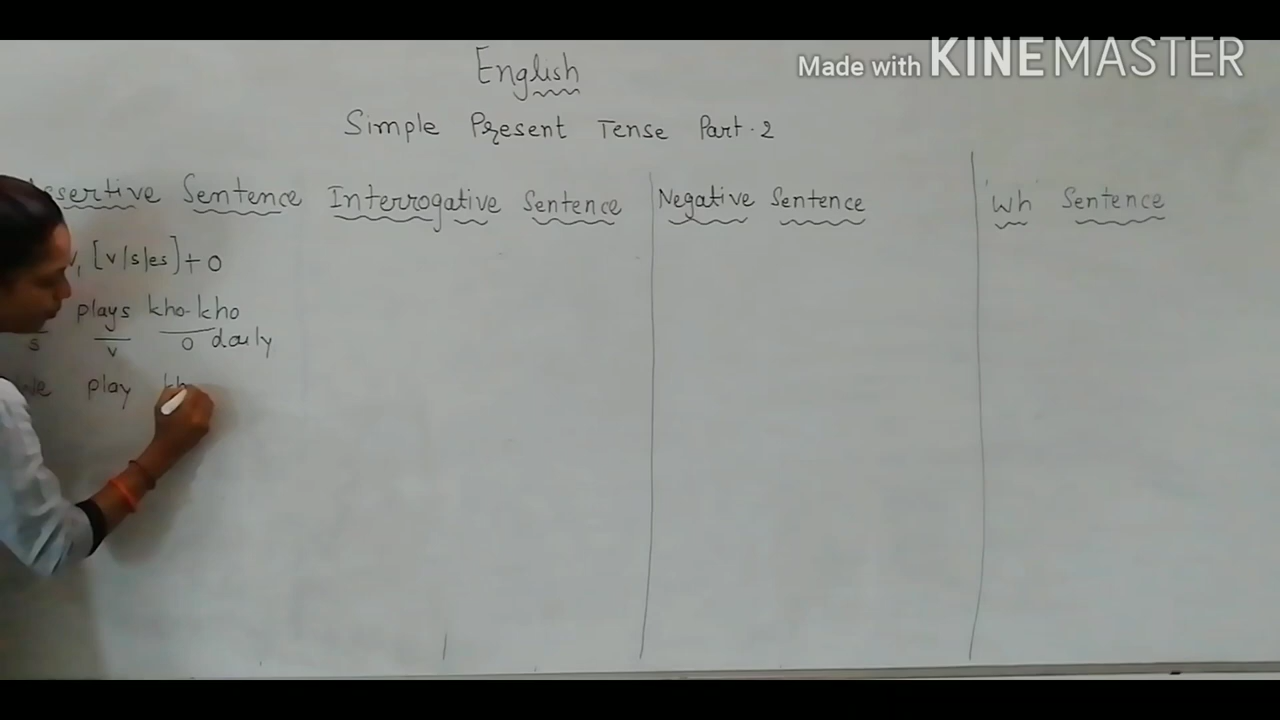 English
Made with KINEMASTER
Simple Present Tense Part-2
Assertive Sentence Interrogative Sentence Negative Sentence 'Wh' Sentence
[v/s/es] + O
plays kho-kho
S V O daily
play kh